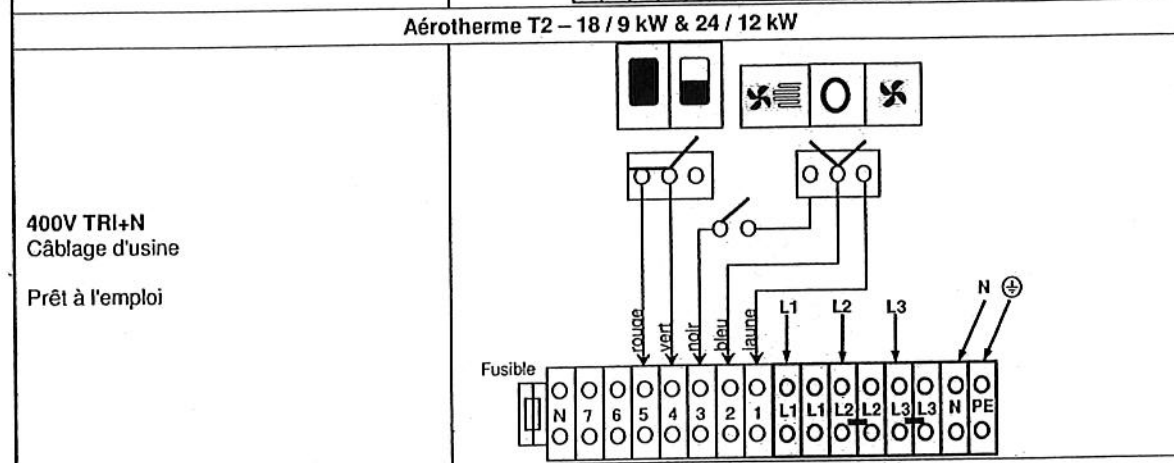 Aérotherme T2 – 18 / 9 kW & 24 / 12 kW
400V TRI+N
Câblage d'usine
Prêt à l'emploi
rouge
vert
noir
bleu
jaune
L1
L2
L3
N
Fusible
N 7 6 5 4 3 2 1 L1 L1 L2 L2 L3 L3 N PE